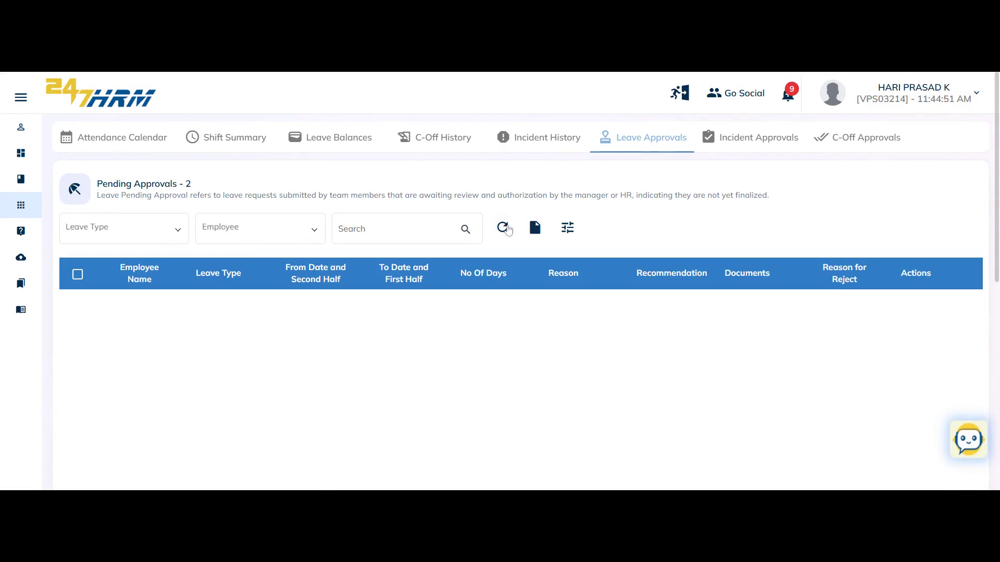 247HRM
Go Social
9
HARI PRASAD K
[VPS03214] - 11:44:51 AM
Attendance Calendar
Shift Summary
Leave Balances
C-Off History
Incident History
Leave Approvals
Incident Approvals
C-Off Approvals
Pending Approvals - 2
Leave Pending Approval refers to leave requests submitted by team members that are awaiting review and authorization by the manager or HR, indicating they are not yet finalized.
Leave Type
Employee
Search
Employee
Name
Leave Type
From Date and
Second Half
To Date and
First Half
No Of Days
Reason
Recommendation
Documents
Reason for
Reject
Actions